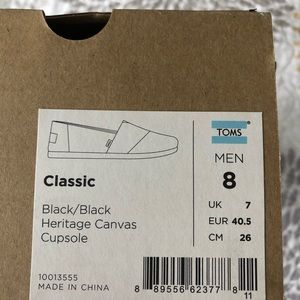 TOMS
MEN
8
UK 7
EUR 40.5
CM 26
Classic
Black/Black
Heritage Canvas
Cupsole
10013555
MADE IN CHINA
8 89556 62377 8
11